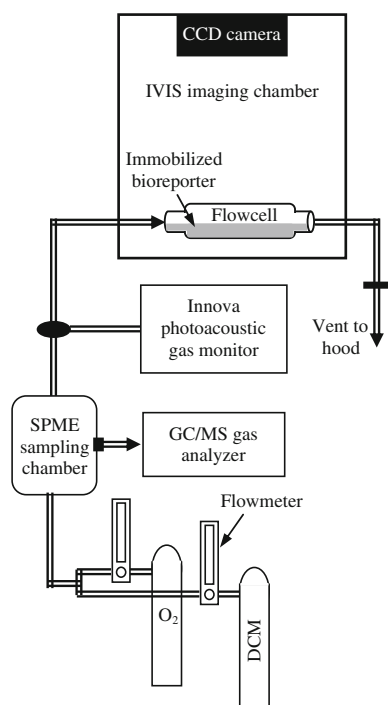 CCD camera
IVIS imaging chamber
Immobilized
bioreporter
Flowcell
Innova
photoacoustic
gas monitor
Vent to
hood
SPME
sampling
chamber
GC/MS gas
analyzer
Flowmeter
O₂
DCM